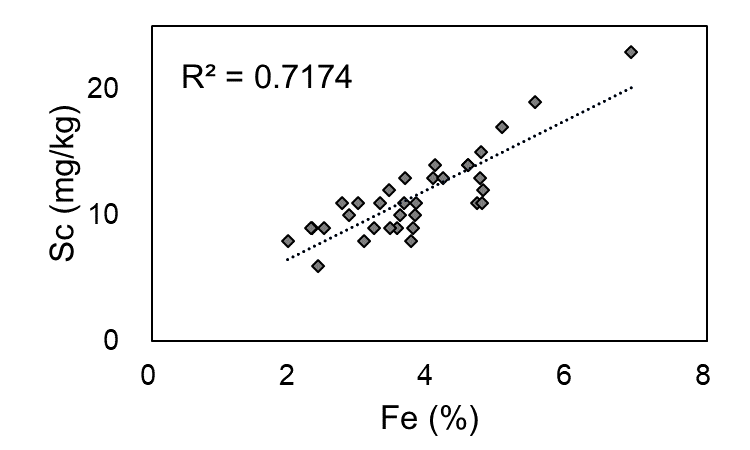 R² = 0.7174
Sc (mg/kg)
20
10
0
0 2 4 6 8
Fe (%)